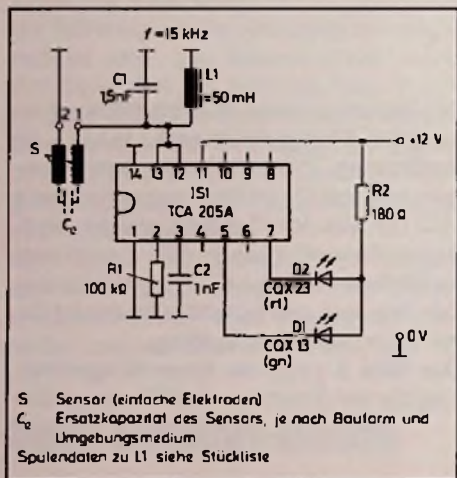 f = 15 kHz
C1
1,5nF
L1
≈50 mH
2 1
S
Ce
14 13 12 11 10 9 8
IS1
TCA 205A
1 2 3 4 5 6 7
+12 V
R2
180 Ω
R1
100 kΩ
C2
1nF
D2
CQX 23
(rt)
D1
CQX 13
(gn)
0V
S Sensor (einfache Elektroden)
Ce Ersatzkapazität des Sensors, je nach Bauform und
Umgebungsmedium
Spulendaten zu L1 siehe Stückliste